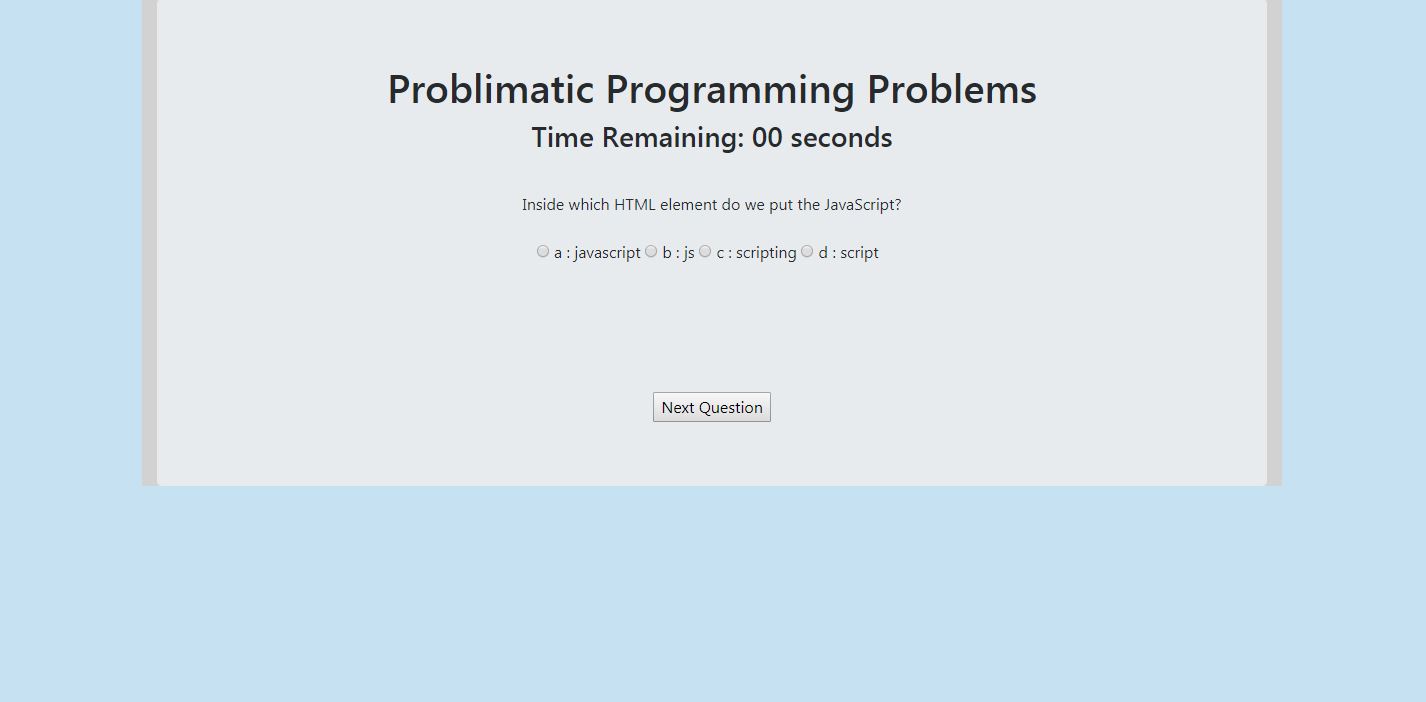 Problimatic Programming Problems
Time Remaining: 00 seconds
Inside which HTML element do we put the JavaScript?
a : javascript b : js c : scripting d : script
Next Question